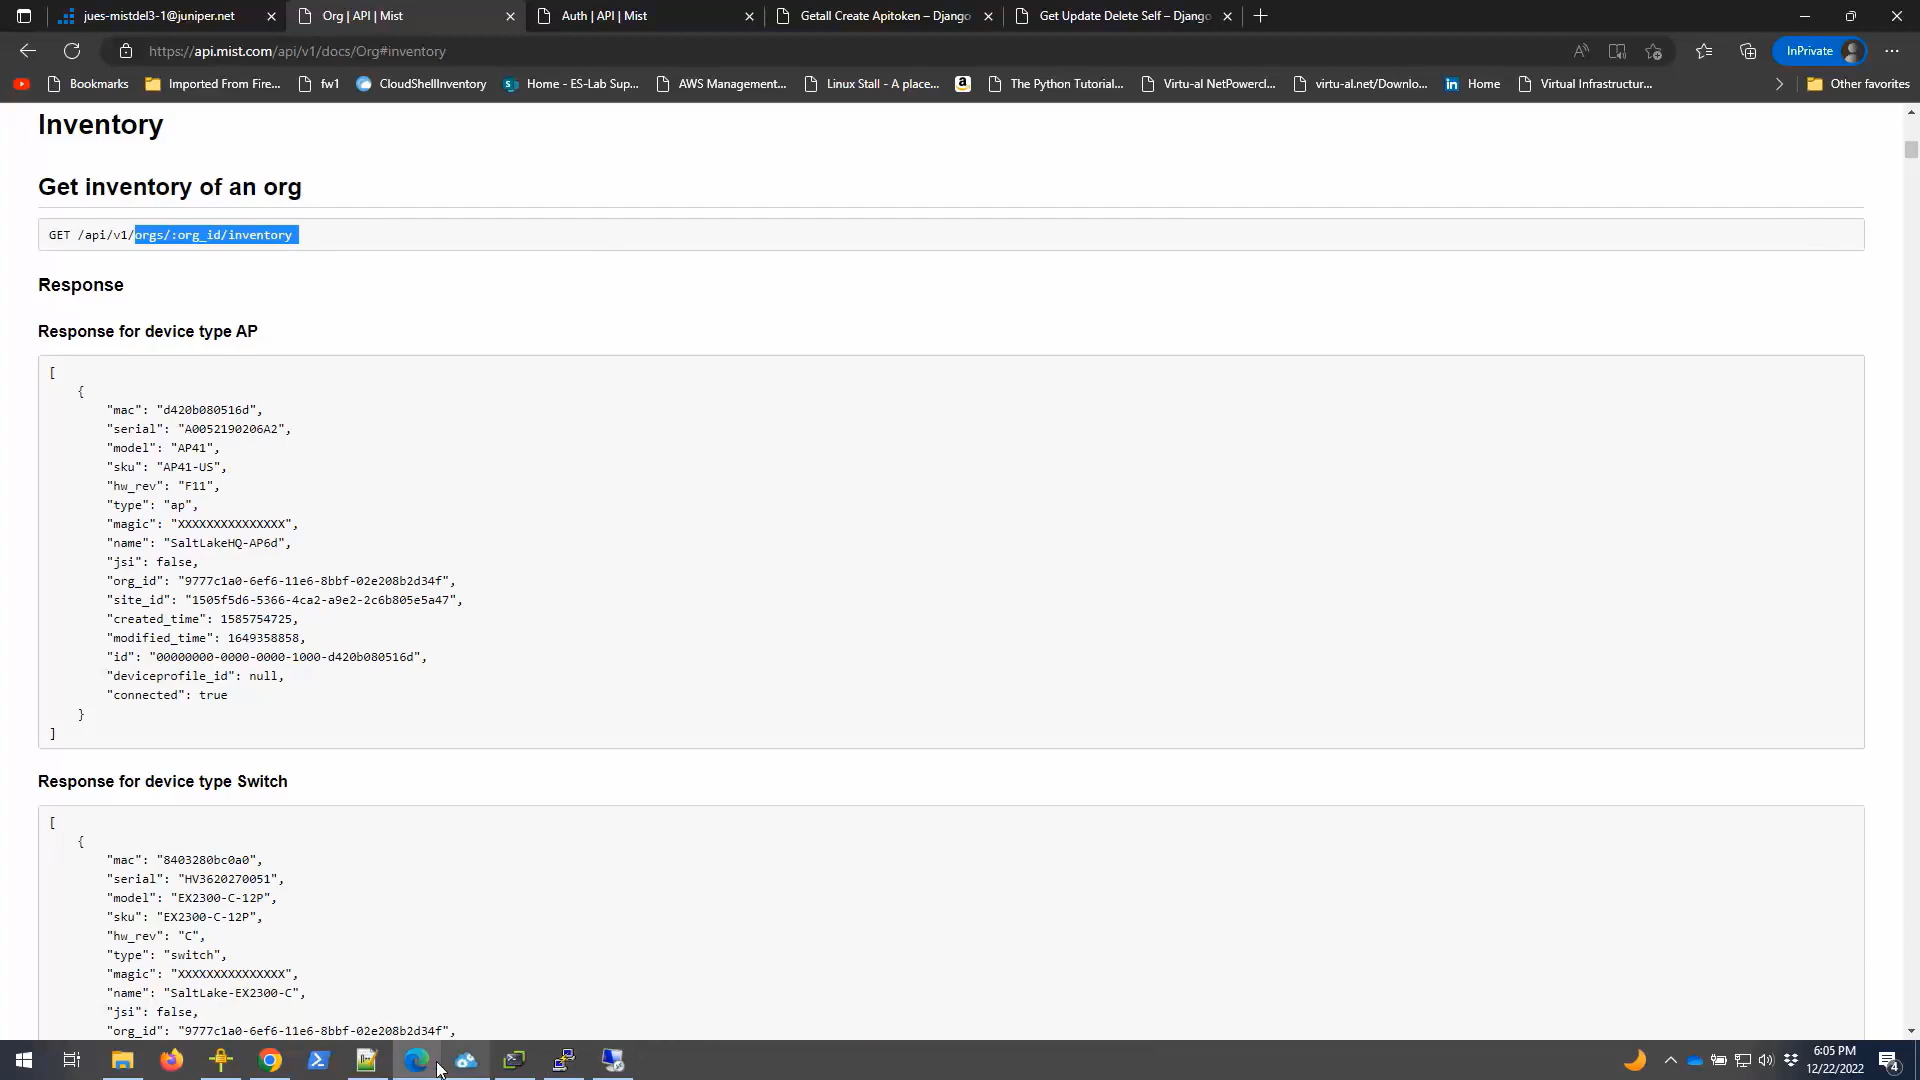 jues-mistdel3-1@juniper.net
Org | API | Mist
Auth | API | Mist
Getall Create Apitoken – Django
Get Update Delete Self – Django
https://api.mist.com/api/v1/docs/Org#inventory
InPrivate
Bookmarks
Imported From Fire...
fw1
CloudShellInventory
Home - ES-Lab Sup...
AWS Management...
Linux Stall - A place...
The Python Tutorial...
Virtu-al NetPowercl...
virtu-al.net/Downlo...
Home
Virtual Infrastructur...
Other favorites
Inventory
Get inventory of an org
GET /api/v1/orgs/:org_id/inventory
Response
Response for device type AP
[
{
"mac": "d420b080516d",
"serial": "A0052190206A2",
"model": "AP41",
"sku": "AP41-US",
"hw_rev": "F11",
"type": "ap",
"magic": "XXXXXXXXXXXXXXX",
"name": "SaltLakeHQ-AP6d",
"jsi": false,
"org_id": "9777c1a0-6ef6-11e6-8bbf-02e208b2d34f",
"site_id": "1505f5d6-5366-4ca2-a9e2-2c6b805e5a47",
"created_time": 1585754725,
"modified_time": 1649358858,
"id": "00000000-0000-0000-1000-d420b080516d",
"deviceprofile_id": null,
"connected": true
}
]
Response for device type Switch
[
{
"mac": "8403280bc0a0",
"serial": "HV3620270051",
"model": "EX2300-C-12P",
"sku": "EX2300-C-12P",
"hw_rev": "C",
"type": "switch",
"magic": "XXXXXXXXXXXXXXX",
"name": "SaltLake-EX2300-C",
"jsi": false,
"org_id": "9777c1a0-6ef6-11e6-8bbf-02e208b2d34f",
6:05 PM
12/22/2022
4